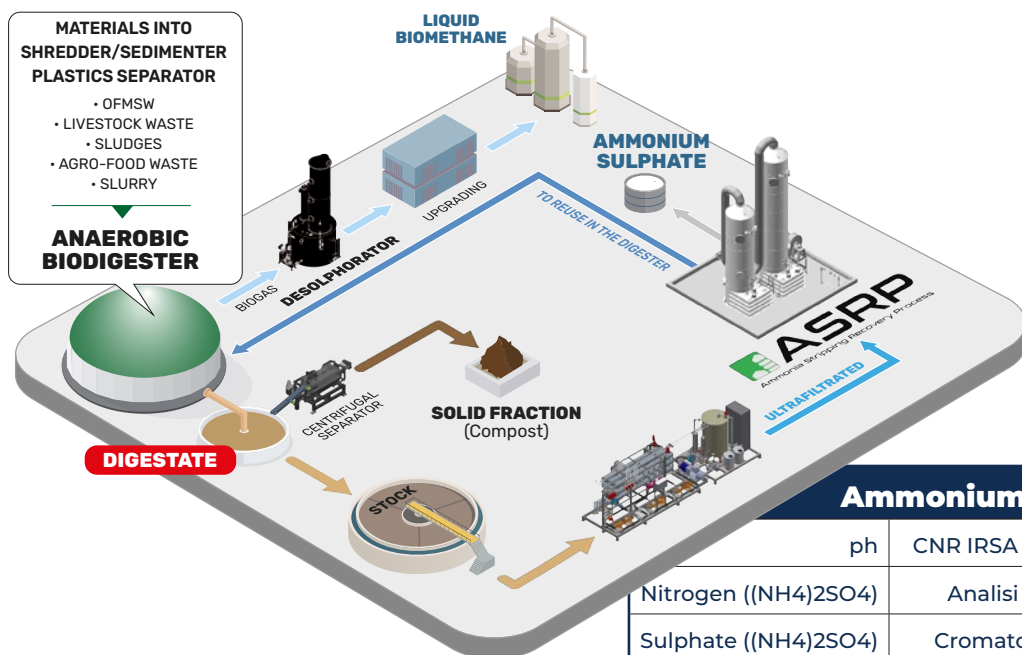 MATERIALS INTO
SHREDDER/SEDIMENTER
PLASTICS SEPARATOR
• OFMSW
• LIVESTOCK WASTE
• SLUDGES
• AGRO-FOOD WASTE
• SLURRY
ANAEROBIC
BIODIGESTER
LIQUID
BIOMETHANE
AMMONIUM
SULPHATE
BIOGAS
DESOLPHORATOR
UPGRADING
TO REUSE IN THE DIGESTER
ASRP
Ammonia Stripping Recovery Process
ULTRAFILTRATED
CENTRIFUGAL
SEPARATOR
SOLID FRACTION
(Compost)
DIGESTATE
STOCK
Ammonium
ph CNR IRSA
Nitrogen ((NH4)2SO4) Analisi
Sulphate ((NH4)2SO4) Cromato